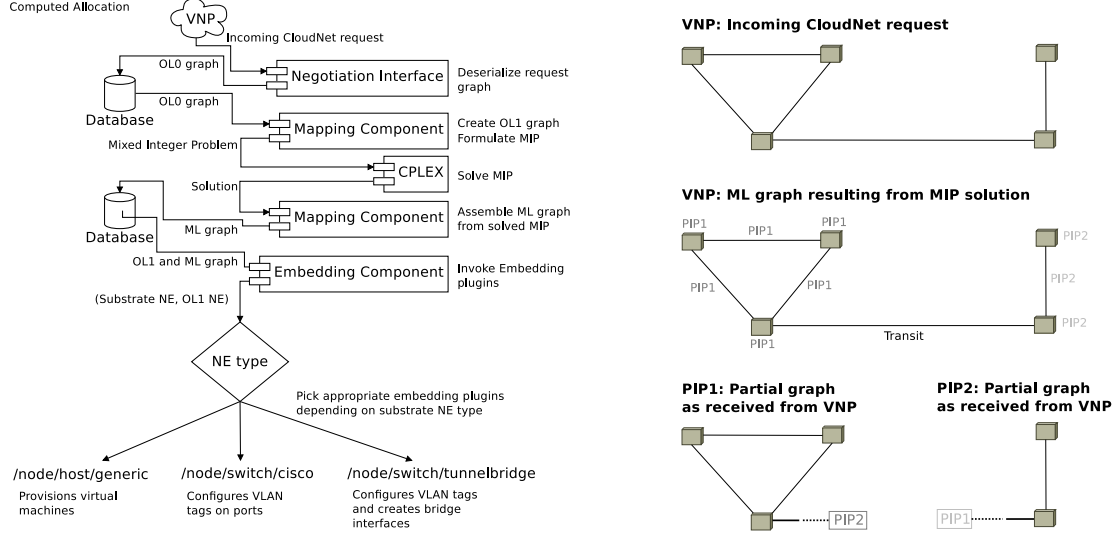 Computed Allocation
VNP
Incoming CloudNet request
OL0 graph
Negotiation Interface
Deserialize request
graph
OL0 graph
Database
Mapping Component
Create OL1 graph
Formulate MIP
Mixed Integer Problem
CPLEX
Solve MIP
Solution
Mapping Component
Assemble ML graph
from solved MIP
Database
ML graph
OL1 and ML graph
Embedding Component
Invoke Embedding
plugins
(Substrate NE, OL1 NE)
NE type
Pick appropriate embedding plugins
depending on substrate NE type
/node/host/generic
Provisions virtual
machines
/node/switch/cisco
Configures VLAN
tags on ports
/node/switch/tunnelbridge
Configures VLAN tags
and creates bridge
interfaces
VNP: Incoming CloudNet request
VNP: ML graph resulting from MIP solution
PIP1
PIP1
PIP1
PIP2
PIP1
PIP1
PIP2
PIP1
Transit
PIP2
PIP1: Partial graph
as received from VNP
PIP2
PIP2: Partial graph
as received from VNP
PIP1